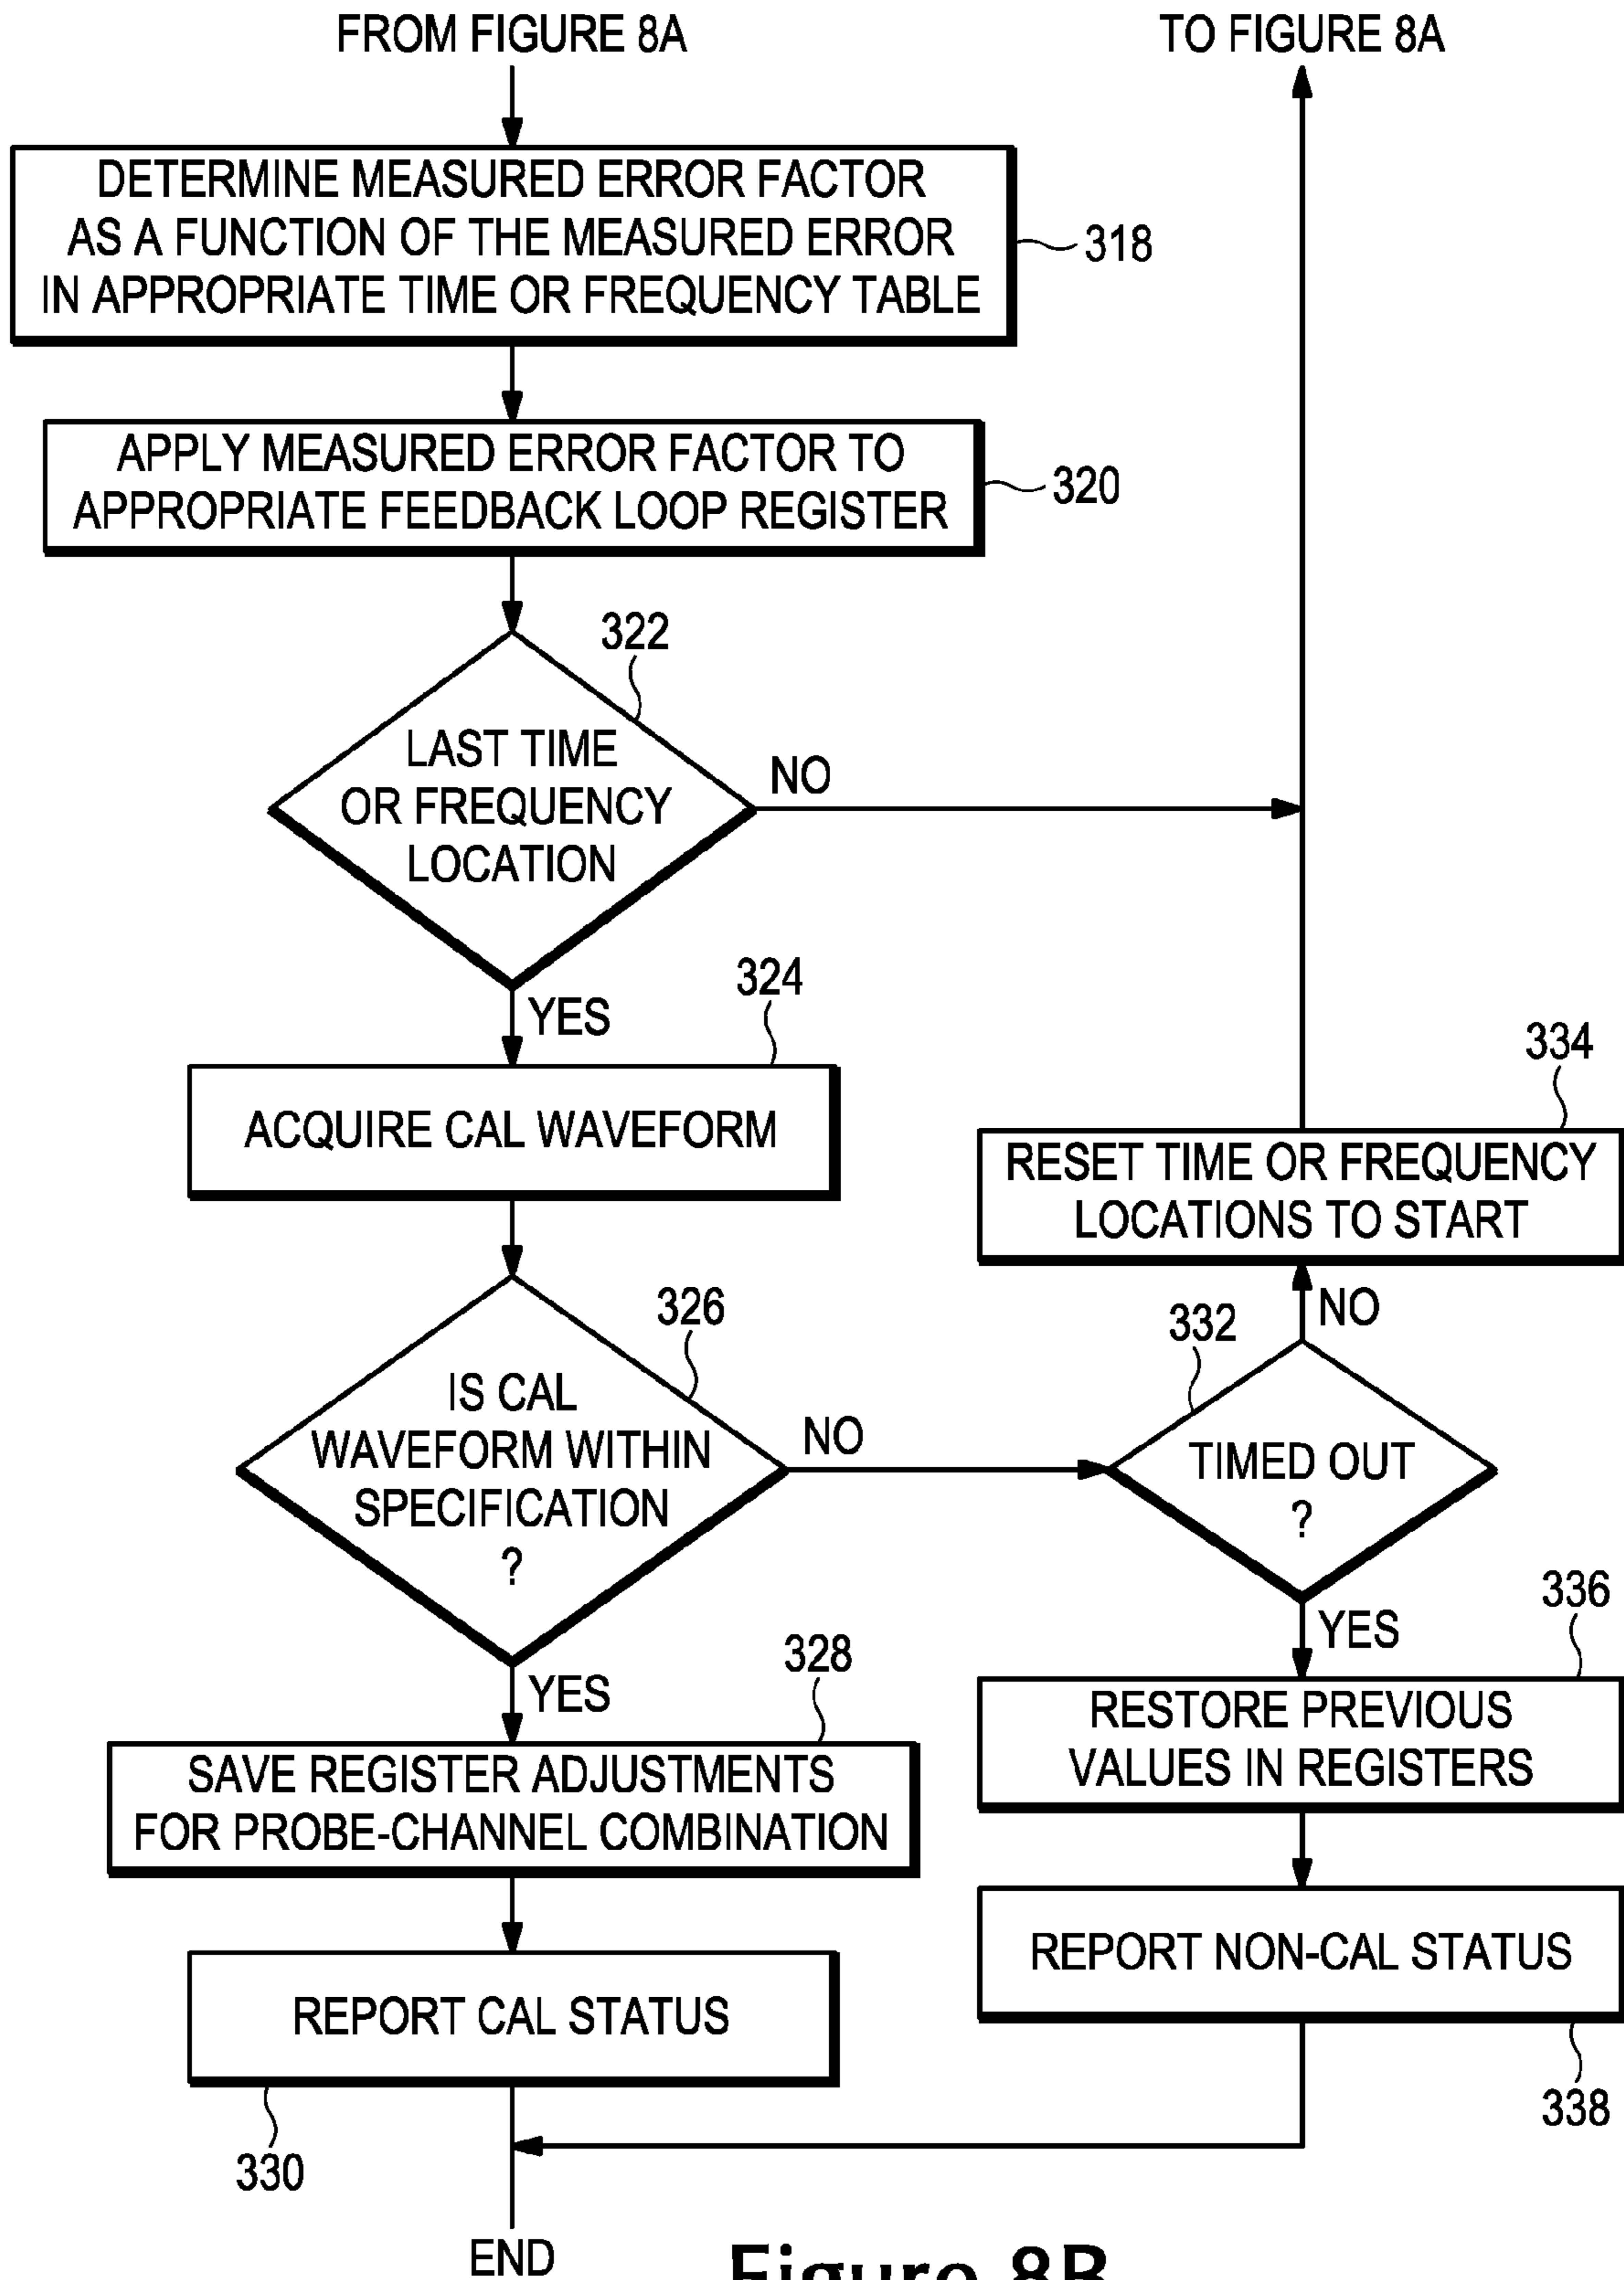 FROM FIGURE 8A
TO FIGURE 8A
DETERMINE MEASURED ERROR FACTOR
AS A FUNCTION OF THE MEASURED ERROR
IN APPROPRIATE TIME OR FREQUENCY TABLE
318
APPLY MEASURED ERROR FACTOR TO
APPROPRIATE FEEDBACK LOOP REGISTER
320
322
LAST TIME
OR FREQUENCY
LOCATION
NO
YES
324
ACQUIRE CAL WAVEFORM
334
RESET TIME OR FREQUENCY
LOCATIONS TO START
NO
326
IS CAL
WAVEFORM WITHIN
SPECIFICATION
?
NO
332
TIMED OUT
?
YES
YES
328
SAVE REGISTER ADJUSTMENTS
FOR PROBE-CHANNEL COMBINATION
336
RESTORE PREVIOUS
VALUES IN REGISTERS
REPORT CAL STATUS
330
REPORT NON-CAL STATUS
338
END
Figure 8B